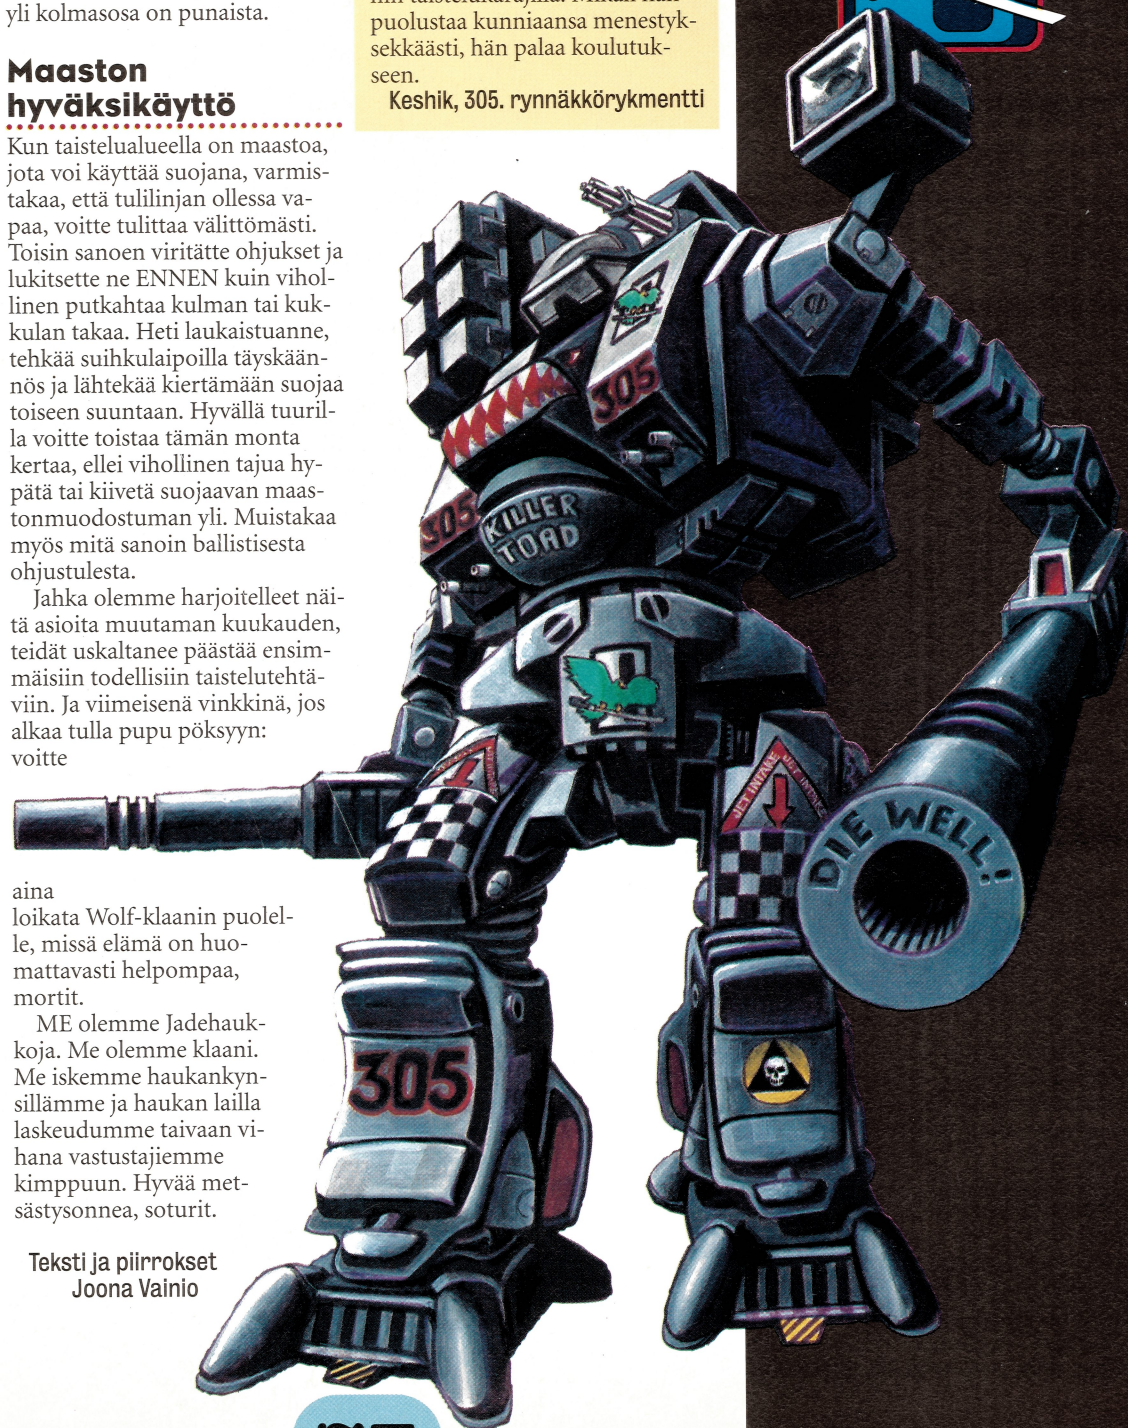 yli kolmasosa on punaista.
Maaston
hyväksikäyttö
Kun taistelualueella on maastoa,
jota voi käyttää suojana, varmis-
takaa, että tulilinjan ollessa va-
paa, voitte tulittaa välittömästi.
Toisin sanoen viritätte ohjukset ja
lukitsette ne ENNEN kuin vihol-
linen putkahtaa kulman tai kuk-
kulan takaa. Heti laukaistuanne,
tehkää suihkulaipoilla täyskään-
nös ja lähtekää kiertämään suojaa
toiseen suuntaan. Hyvällä tuuril-
la voitte toistaa tämän monta
kertaa, ellei vihollinen tajua hy-
pätä tai kiivetä suojaavan maas-
tonmuodostuman yli. Muistakaa
myös mitä sanoin ballistisesta
ohjustulesta.
Jahka olemme harjoitelleet näi-
tä asioita muutaman kuukauden,
teidät uskaltanee päästää ensim-
mäisiin todellisiin taistelutehtä-
viin. Ja viimeisenä vinkkinä, jos
alkaa tulla pupu pöksyyn:
voitte
aina
loikata Wolf-klaanin puolel-
le, missä elämä on huo-
mattavasti helpompaa,
mortit.
ME olemme Jadehauk-
koja. Me olemme klaani.
Me iskemme haukankyn-
sillämme ja haukan lailla
laskeudumme taivaan vi-
hana vastustajiemme
kimppuun. Hyvää met-
sästysonnea, soturit.
Teksti ja piirrokset
Joona Vainio
puolustaa kunniaansa menestyk-
sekkäästi, hän palaa koulutuk-
seen.
Keshik, 305. rynnäkkörykmentti
305
305
KILLER
TOAD
JET INTAKE
DIE WELL!
305